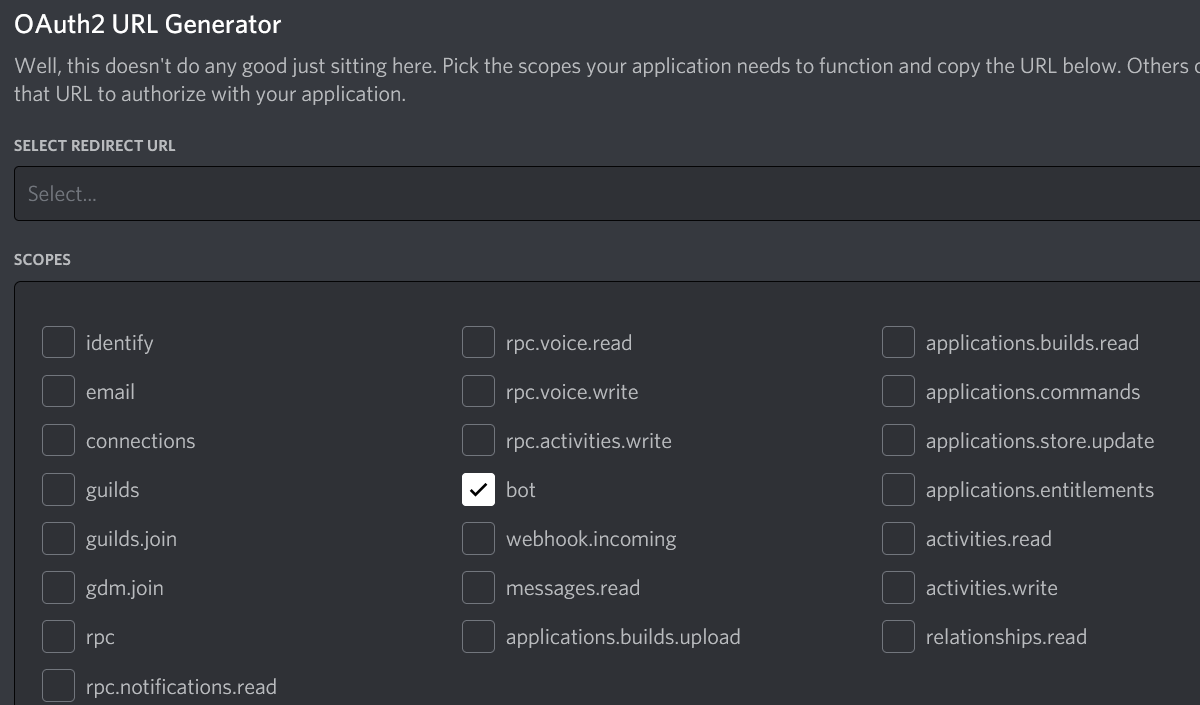 OAuth2 URL Generator
Well, this doesn't do any good just sitting here. Pick the scopes your application needs to function and copy the URL below. Others
that URL to authorize with your application.
SELECT REDIRECT URL
Select...
SCOPES
identify
email
connections
guilds
guilds.join
gdm.join
rpc
rpc.notifications.read
rpc.voice.read
rpc.voice.write
rpc.activities.write
bot
webhook.incoming
messages.read
applications.builds.upload
applications.builds.read
applications.commands
applications.store.update
applications.entitlements
activities.read
activities.write
relationships.read